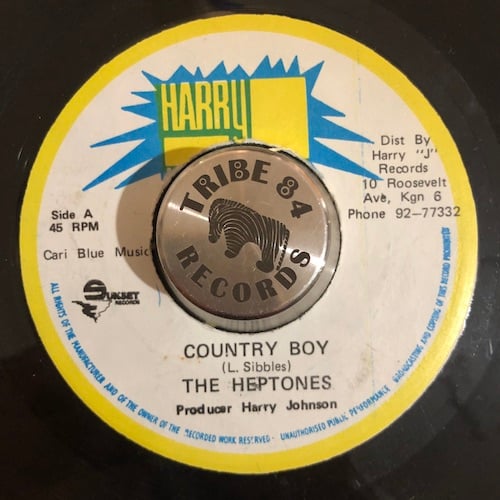 HARRY
TRIBE 84
RECORDS
Dist By
Harry "J"
Records
10 Roosevelt
Ave, Kgn 6
Phone 92-77332
Side A
45 RPM
Cari Blue Music
SUNSET
RECORDS
COUNTRY BOY
(L. Sibbles)
THE HEPTONES
Producer Harry Johnson
ALL RIGHTS OF THE MANUFACTURER AND OF THE OWNER OF THE RECORDED WORK RESERVED - UNAUTHORISED PUBLIC PERFORMANCE BROADCASTING AND COPYING OF THIS RECORD PROHIBITED